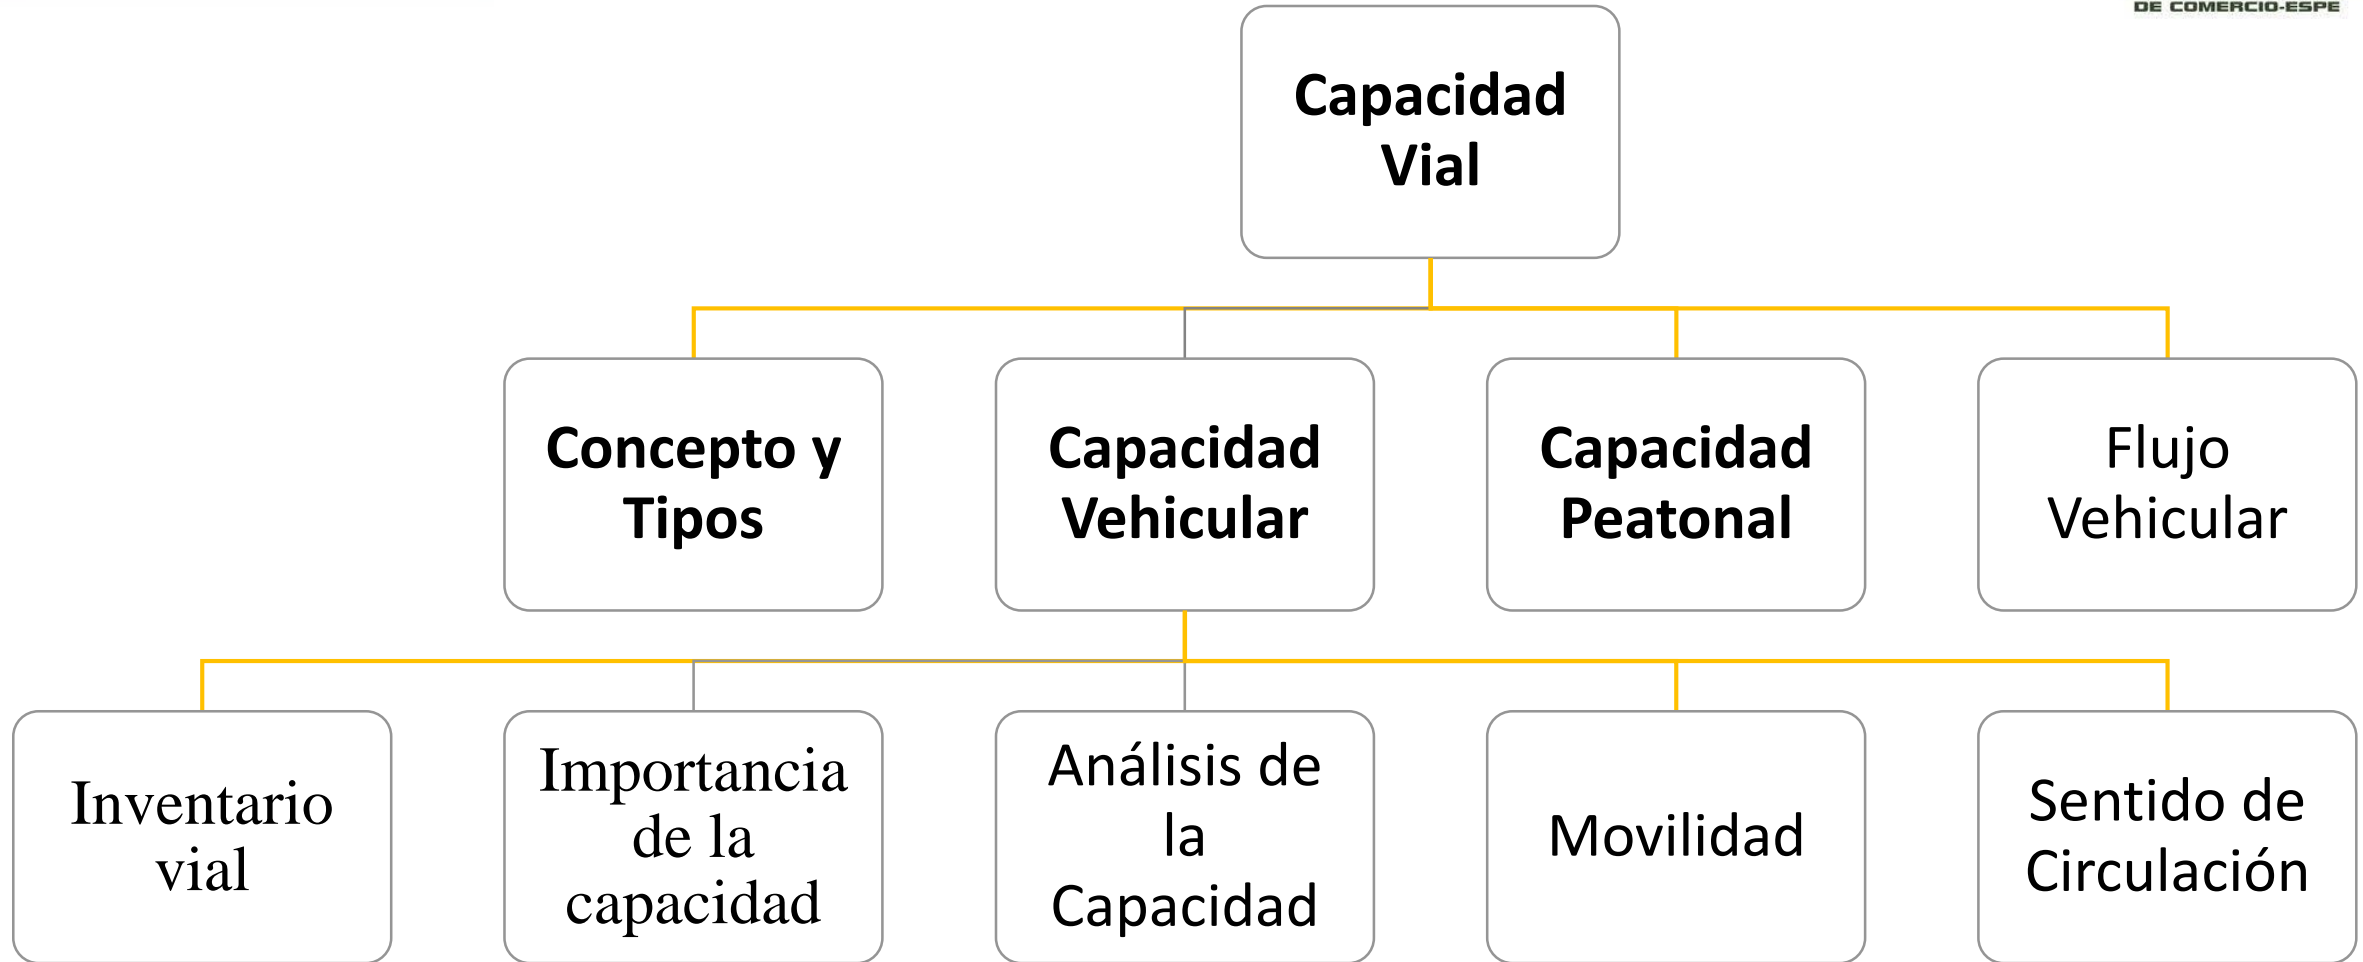 DE COMERCIO-ESPE
Capacidad
Vial
Concepto y
Tipos
Capacidad
Vehicular
Capacidad
Peatonal
Flujo
Vehicular
Inventario
vial
Importancia
de la
capacidad
Análisis de
la
Capacidad
Movilidad
Sentido de
Circulación